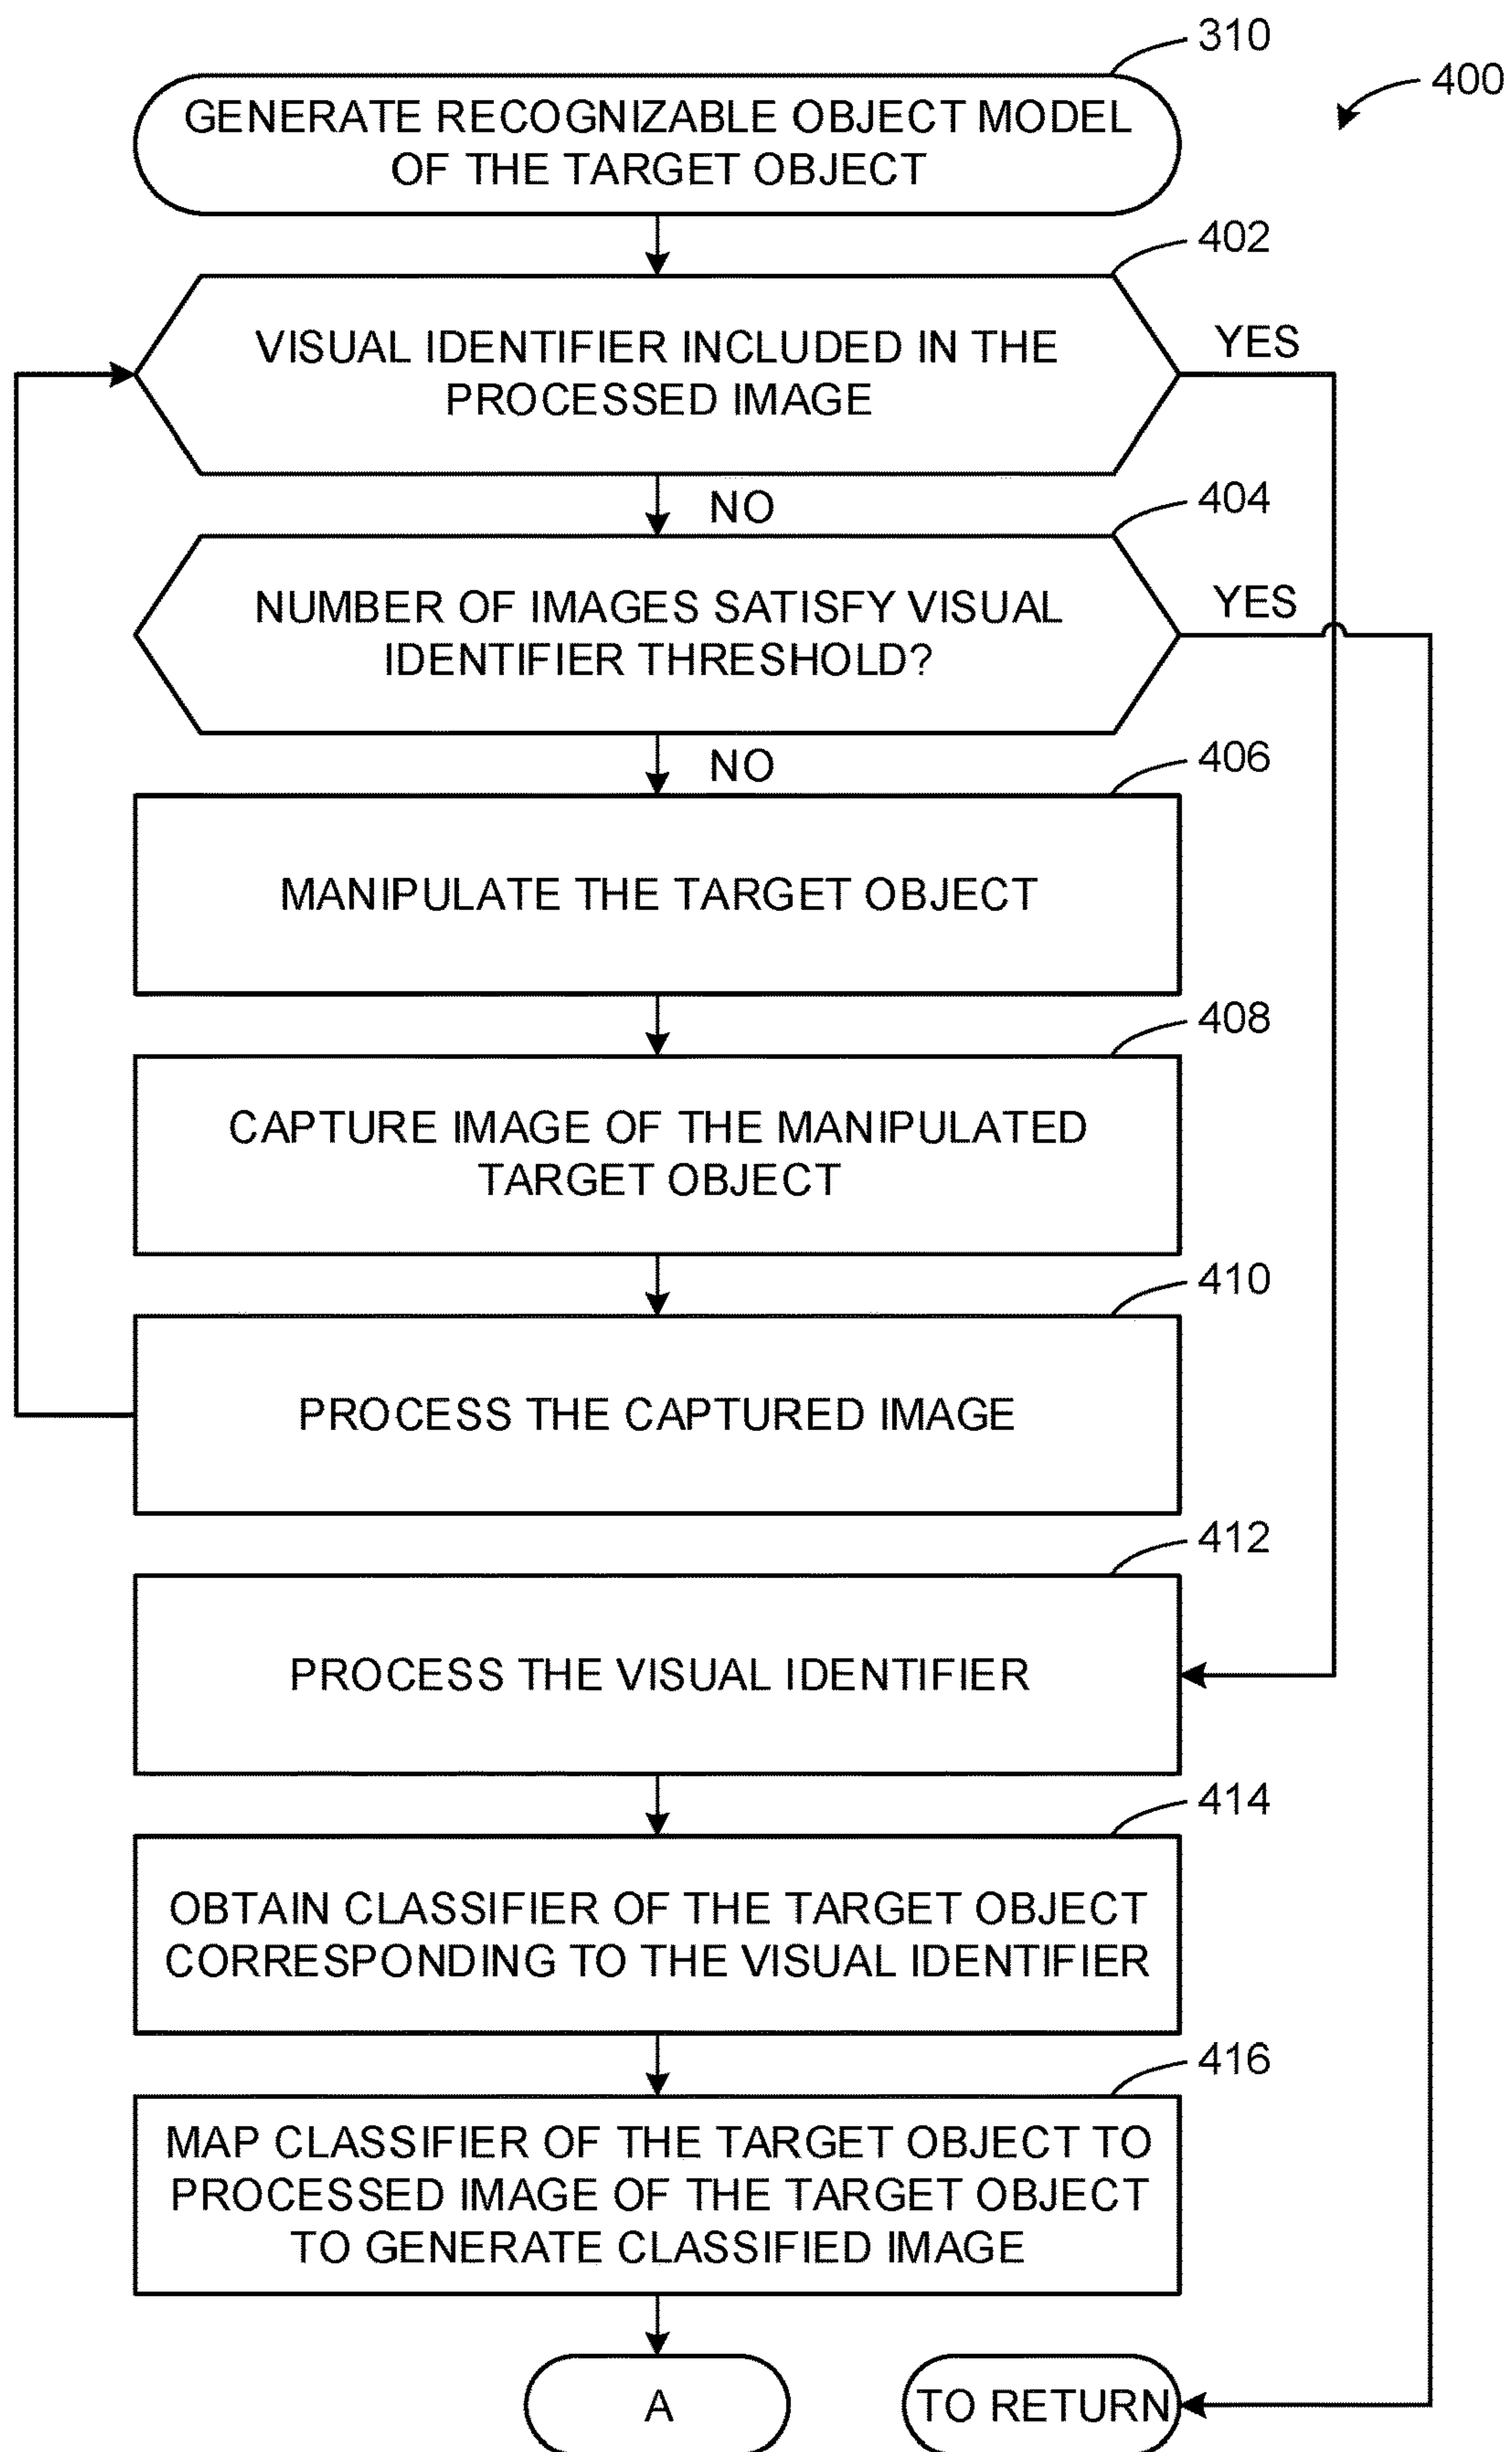 310
400
GENERATE RECOGNIZABLE OBJECT MODEL
OF THE TARGET OBJECT
402
VISUAL IDENTIFIER INCLUDED IN THE
PROCESSED IMAGE
YES
NO
404
NUMBER OF IMAGES SATISFY VISUAL
IDENTIFIER THRESHOLD?
YES
NO
406
MANIPULATE THE TARGET OBJECT
408
CAPTURE IMAGE OF THE MANIPULATED
TARGET OBJECT
410
PROCESS THE CAPTURED IMAGE
412
PROCESS THE VISUAL IDENTIFIER
414
OBTAIN CLASSIFIER OF THE TARGET OBJECT
CORRESPONDING TO THE VISUAL IDENTIFIER
416
MAP CLASSIFIER OF THE TARGET OBJECT TO
PROCESSED IMAGE OF THE TARGET OBJECT
TO GENERATE CLASSIFIED IMAGE
A
TO RETURN